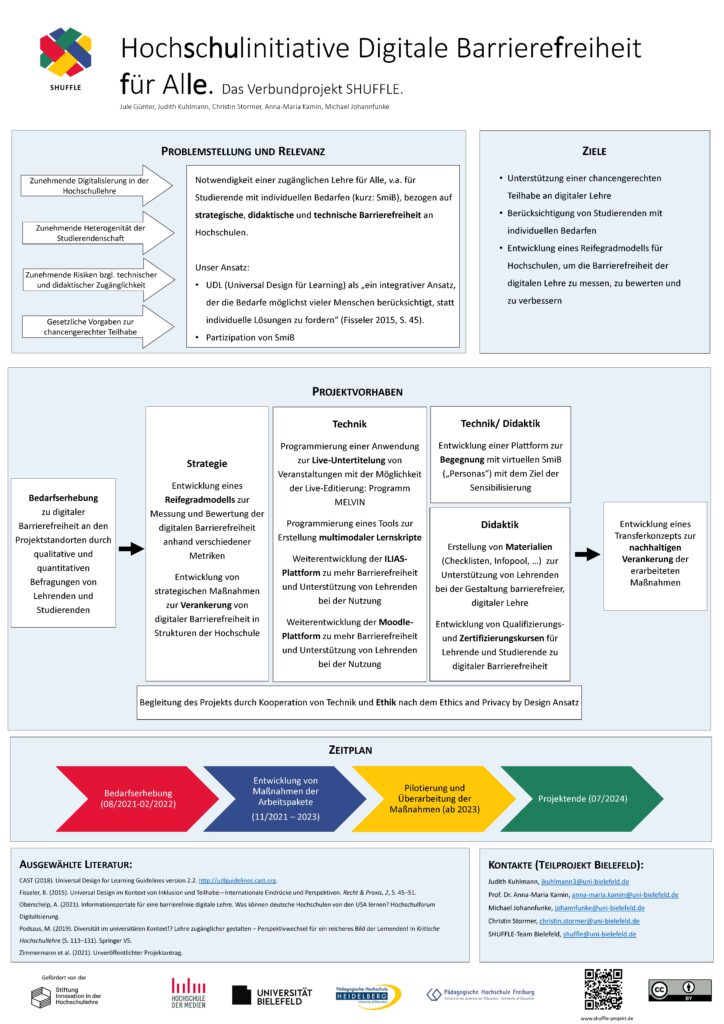 SHUFFLE
Hochschulinitiative Digitale Barrierefreiheit
für Alle. Das Verbundprojekt SHUFFLE.
Jule Günter, Judith Kuhlmann, Christin Stormer, Anna-Maria Kamin, Michael Johannfunke
PROBLEMSTELLUNG UND RELEVANZ
Zunehmende Digitalisierung in der
Hochschullehre
Zunehmende Heterogenität der
Studierendenschaft
Zunehmende Risiken bzgl. technischer
und didaktischer Zugänglichkeit
Gesetzliche Vorgaben zur
chancengerechter Teilhabe
Notwendigkeit einer zugänglichen Lehre für Alle, v.a. für
Studierende mit individuellen Bedarfen (kurz: SmiB), bezogen auf
strategische, didaktische und technische Barrierefreiheit an
Hochschulen.
Unser Ansatz:
• UDL (Universal Design für Learning) als „ein integrativer Ansatz,
der die Bedarfe möglichst vieler Menschen berücksichtigt, statt
individuelle Lösungen zu fordern“ (Fisseler 2015, S. 45).
• Partizipation von SmiB
ZIELE
• Unterstützung einer chancengerechten
Teilhabe an digitaler Lehre
• Berücksichtigung von Studierenden mit
individuellen Bedarfen
• Entwicklung eines Reifegradmodells für
Hochschulen, um die Barrierefreiheit der
digitalen Lehre zu messen, zu bewerten und
zu verbessern
PROJEKTVORHABEN
Bedarfserhebung
zu digitaler
Barrierefreiheit an den
Projektstandorten durch
qualitative und
quantitativen
Befragungen von
Lehrenden und
Studierenden
Strategie
Entwicklung eines
Reifegradmodells zur
Messung und Bewertung der
digitalen Barrierefreiheit
anhand verschiedener
Metriken
Entwicklung von
strategischen Maßnahmen
zur Verankerung von
digitaler Barrierefreiheit in
Strukturen der Hochschule
Technik
Programmierung einer Anwendung
zur Live-Untertitelung von
Veranstaltungen mit der Möglichkeit
der Live-Editierung: Programm
MELVIN
Programmierung eines Tools zur
Erstellung multimodaler Lernskripte
Weiterentwicklung der ILIAS-
Plattform zu mehr Barrierefreiheit
und Unterstützung von Lehrenden
bei der Nutzung
Weiterentwicklung der Moodle-
Plattform zu mehr Barrierefreiheit
und Unterstützung von Lehrenden
bei der Nutzung
Technik/ Didaktik
Entwicklung einer Plattform zur
Begegnung mit virtuellen SmiB
(„Personas“) mit dem Ziel der
Sensibilisierung
Didaktik
Erstellung von Materialien
(Checklisten, Infopool, …) zur
Unterstützung von Lehrenden
bei der Gestaltung barrierefreier,
digitaler Lehre
Entwicklung von Qualifizierungs-
und Zertifizierungskursen für
Lehrende und Studierende zu
digitaler Barrierefreiheit
Entwicklung eines
Transferkonzepts zur
nachhaltigen
Verankerung der
erarbeiteten
Maßnahmen
Begleitung des Projekts durch Kooperation von Technik und Ethik nach dem Ethics and Privacy by Design Ansatz
ZEITPLAN
Bedarfserhebung
(08/2021-02/2022)
Entwicklung von
Maßnahmen der
Arbeitspakete
(11/2021 – 2023)
Pilotierung und
Überarbeitung der
Maßnahmen (ab 2023)
Projektende (07/2024)
AUSGEWÄHLTE LITERATUR:
CAST (2018). Universal Design for Learning Guidelines version 2.2. http://udlguidelines.cast.org.
Fisseler, B. (2015). Universal Design im Kontext von Inklusion und Teilhabe—Internationale Eindrücke und Perspektiven. Recht & Praxis, 2, S. 45–51.
Oberscheip, A. (2021). Informationsportale für eine barrierefreie digitale Lehre. Was können deutsche Hochschulen von den USA lernen? Hochschulforum
Digitalisierung.
Podszus, M. (2019). Diversität im universitären Kontext!? Lehre zugänglicher gestalten – Perspektivwechsel für ein reicheres Bild der Lernenden! In Kritische
Hochschullehre (S. 113–131). Springer VS.
Zimmermann et al. (2021). Unveröffentlichter Projektantrag.
KONTAKTE (TEILPROJEKT BIELEFELD):
Judith Kuhlmann, jkuhlmann3@uni-bielefeld.de
Prof. Dr. Anna-Maria Kamin, anna-maria.kamin@uni-bielefeld.de
Michael Johannfunke, johannfunke@uni-bielefeld.de
Christin Stormer, christin.stormer@uni-bielefeld.de
SHUFFLE-Team Bielefeld, shuffle@uni-bielefeld.de
Gefördert von der
Stiftung
Innovation in der
Hochschullehre
HOCHSCHULE
DER MEDIEN
UNIVERSITÄT
BIELEFELD
Pädagogische Hochschule
HEIDELBERG
Pädagogische Hochschule Freiburg
www.shuffle-projekt.de
cc
BY